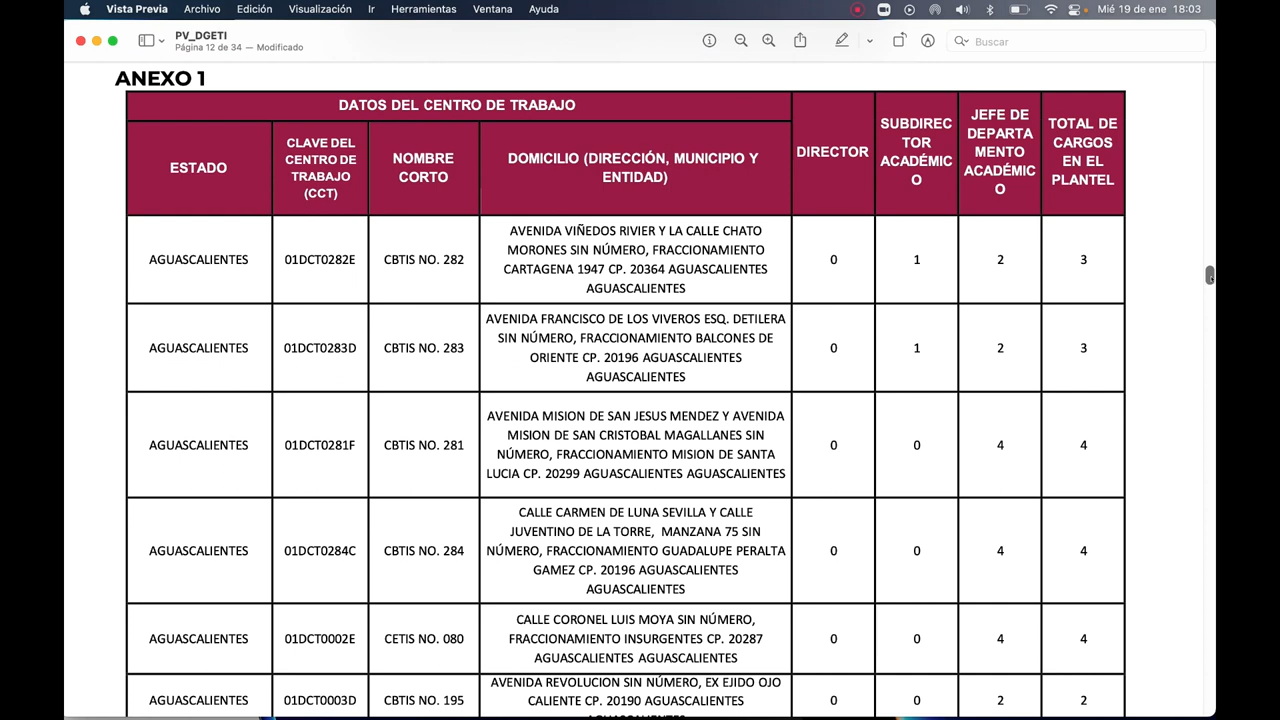 Vista Previa Archivo Edición Visualización Ir Herramientas Ventana Ayuda Mié 19 de ene 18:03
PV_DGETI
Página 12 de 34 — Modificado
Buscar
ANEXO 1
DATOS DEL CENTRO DE TRABAJO
ESTADO
CLAVE DEL
CENTRO DE
TRABAJO
(CCT)
NOMBRE
CORTO
DOMICILIO (DIRECCIÓN, MUNICIPIO Y
ENTIDAD)
DIRECTOR
SUBDIREC
TOR
ACADÉMIC
O
JEFE DE
DEPARTA
MENTO
ACADÉMIC
O
TOTAL DE
CARGOS
EN EL
PLANTEL
AGUASCALIENTES
01DCT0282E
CBTIS NO. 282
AVENIDA VIÑEDOS RIVIER Y LA CALLE CHATO
MORONES SIN NÚMERO, FRACCIONAMIENTO
CARTAGENA 1947 CP. 20364 AGUASCALIENTES
AGUASCALIENTES
0
1
2
3
AGUASCALIENTES
01DCT0283D
CBTIS NO. 283
AVENIDA FRANCISCO DE LOS VIVEROS ESQ. DETILERA
SIN NÚMERO, FRACCIONAMIENTO BALCONES DE
ORIENTE CP. 20196 AGUASCALIENTES
AGUASCALIENTES
0
1
2
3
AGUASCALIENTES
01DCT0281F
CBTIS NO. 281
AVENIDA MISION DE SAN JESUS MENDEZ Y AVENIDA
MISION DE SAN CRISTOBAL MAGALLANES SIN
NÚMERO, FRACCIONAMIENTO MISION DE SANTA
LUCIA CP. 20299 AGUASCALIENTES AGUASCALIENTES
0
0
4
4
AGUASCALIENTES
01DCT0284C
CBTIS NO. 284
CALLE CARMEN DE LUNA SEVILLA Y CALLE
JUVENTINO DE LA TORRE, MANZANA 75 SIN
NÚMERO, FRACCIONAMIENTO GUADALUPE PERALTA
GAMEZ CP. 20196 AGUASCALIENTES
AGUASCALIENTES
0
0
4
4
AGUASCALIENTES
01DCT0002E
CETIS NO. 080
CALLE CORONEL LUIS MOYA SIN NÚMERO,
FRACCIONAMIENTO INSURGENTES CP. 20287
AGUASCALIENTES AGUASCALIENTES
0
0
4
4
AGUASCALIENTES
01DCT0003D
CBTIS NO. 195
AVENIDA REVOLUCION SIN NÚMERO, EX EJIDO OJO
CALIENTE CP. 20190 AGUASCALIENTES
0
0
2
2